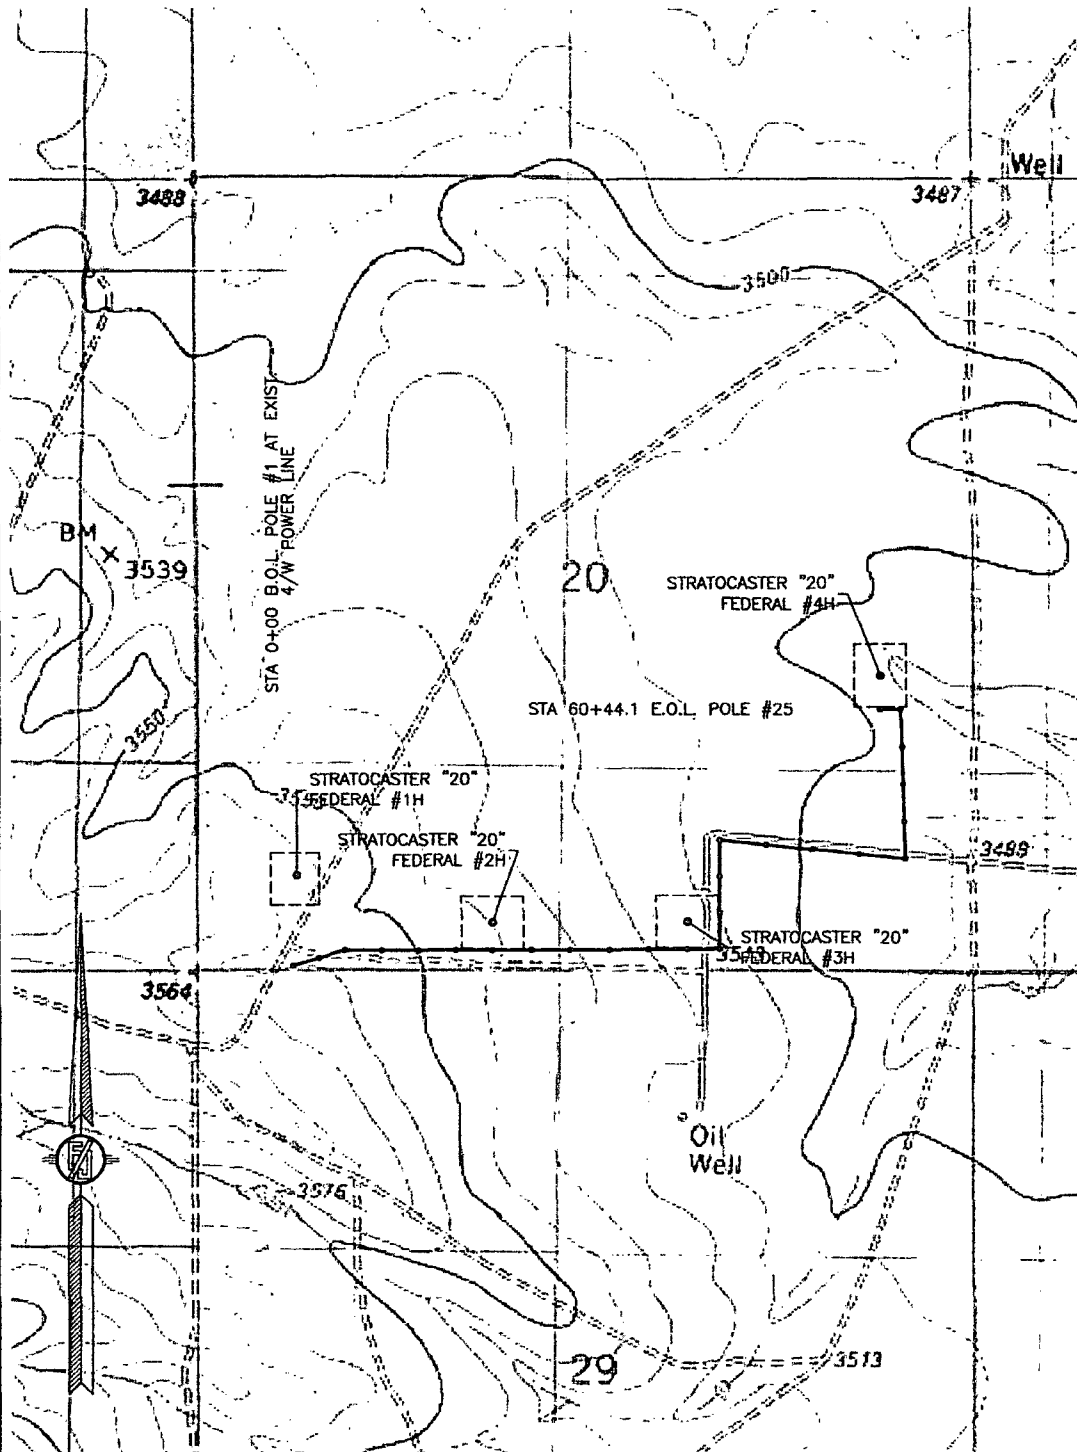 Well
3488
3487
3500
STA 0+00 B.O.L. POLE #1 AT EXIST.
4/W POWER LINE
BM
3539
20
STRATOCASTER "20"
FEDERAL #4H
STA 60+44.1 E.O.L. POLE #25
3550
STRATOCASTER "20"
FEDERAL #1H
STRATOCASTER "20"
FEDERAL #2H
3489
STRATOCASTER "20"
FEDERAL #3H
3564
Oil
Well
3576
3513
29